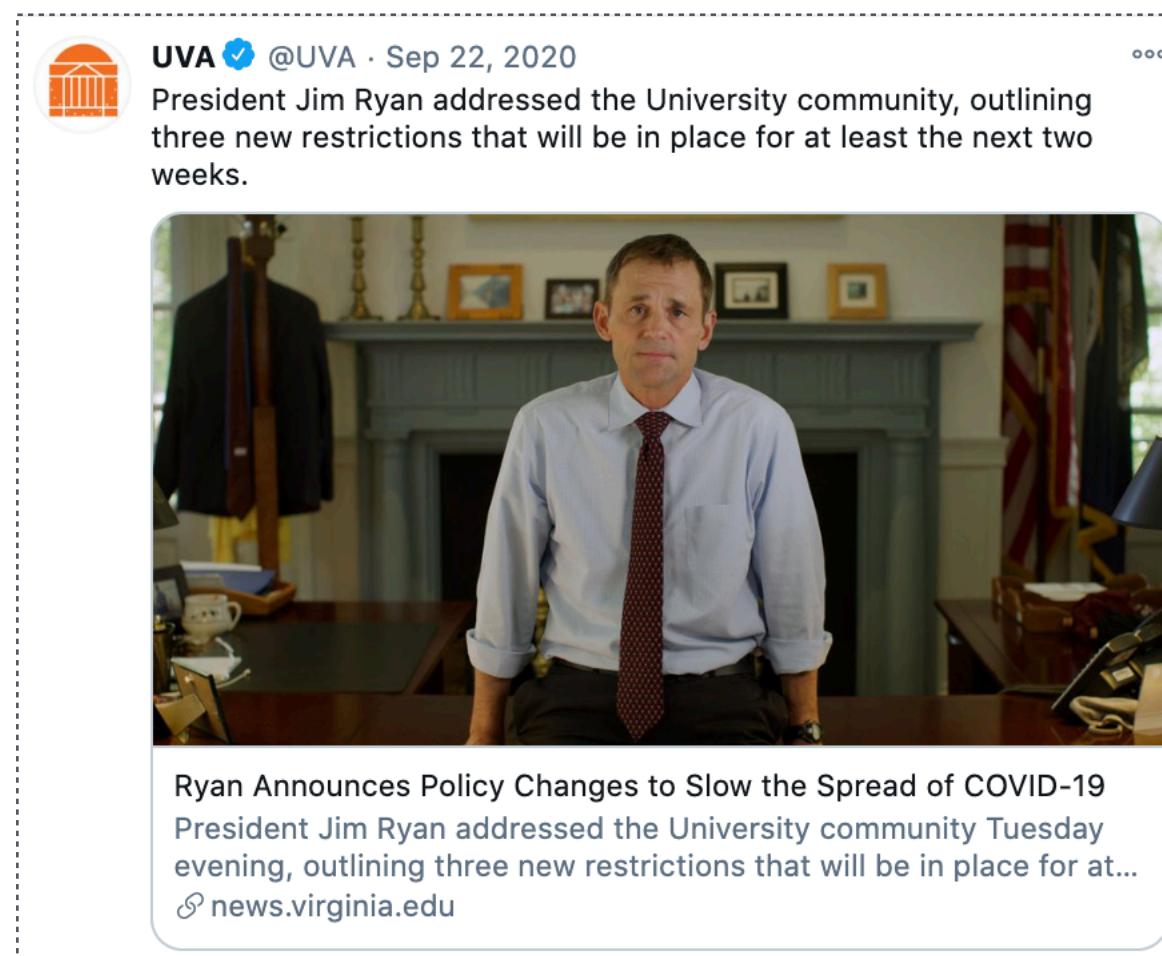 UVA @UVA · Sep 22, 2020
President Jim Ryan addressed the University community, outlining
three new restrictions that will be in place for at least the next two
weeks.
Ryan Announces Policy Changes to Slow the Spread of COVID-19
President Jim Ryan addressed the University community Tuesday
evening, outlining three new restrictions that will be in place for at...
news.virginia.edu